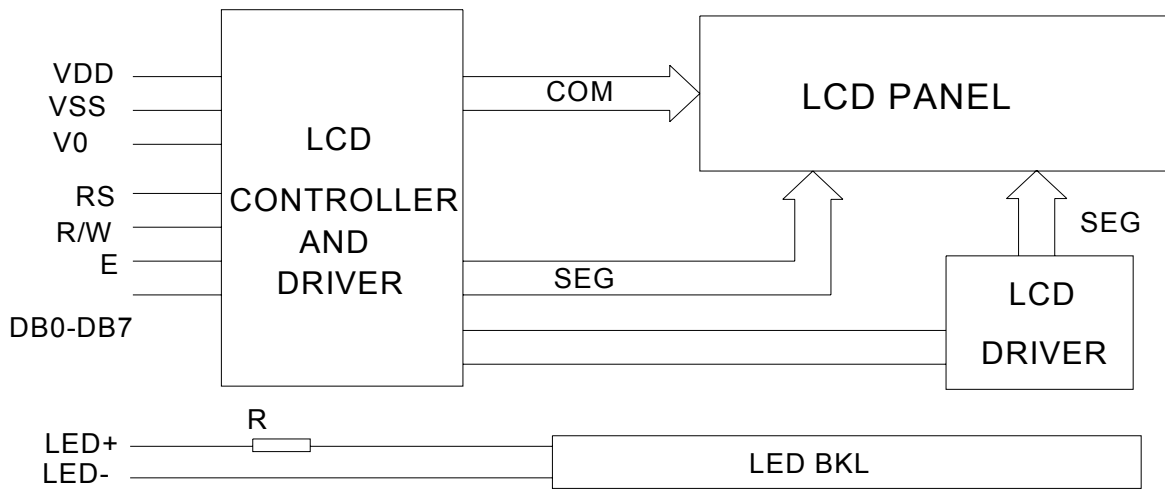 VDD
VSS
V0
RS
R/W
E
DB0-DB7
LCD
CONTROLLER
AND
DRIVER
COM
SEG
LCD PANEL
SEG
LCD
DRIVER
R
LED+
LED-
LED BKL